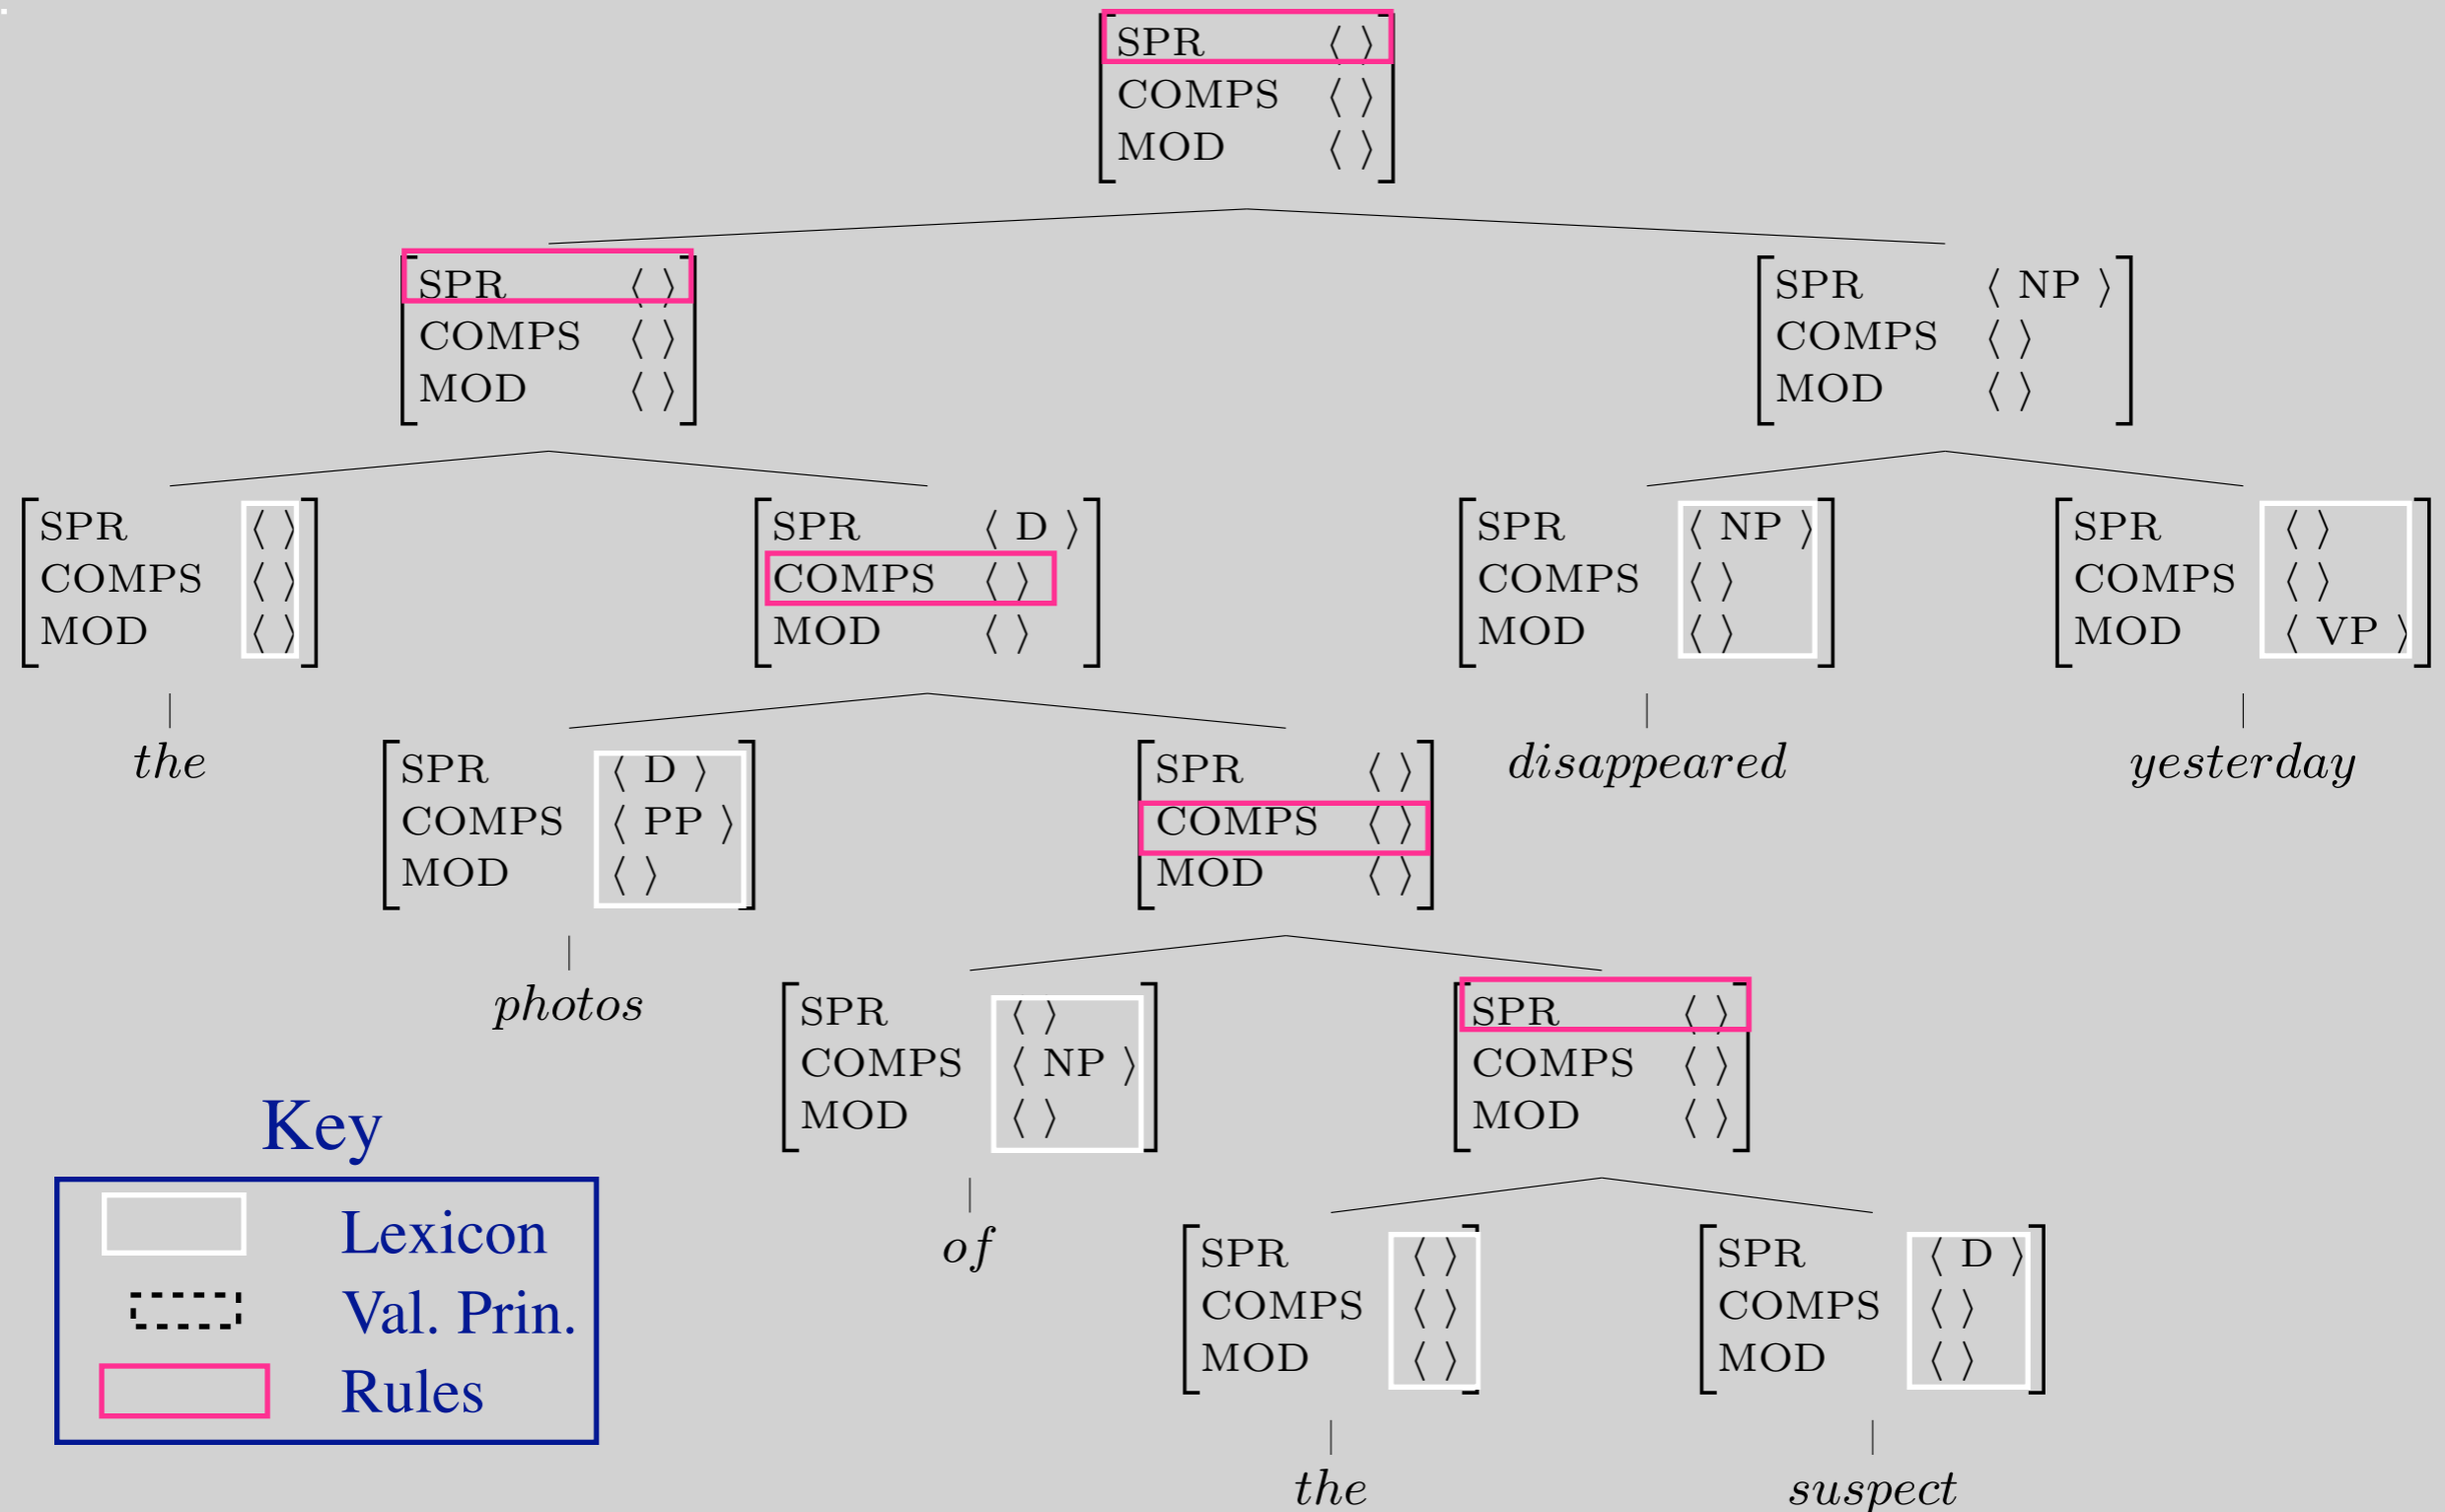 SPR ⟨ ⟩
COMPS ⟨ ⟩
MOD ⟨ ⟩
SPR ⟨ ⟩
COMPS ⟨ ⟩
MOD ⟨ ⟩
SPR ⟨ NP ⟩
COMPS ⟨ ⟩
MOD ⟨ ⟩
SPR ⟨ ⟩
COMPS ⟨ ⟩
MOD ⟨ ⟩
the
SPR ⟨ D ⟩
COMPS ⟨ ⟩
MOD ⟨ ⟩
SPR ⟨ NP ⟩
COMPS ⟨ ⟩
MOD ⟨ ⟩
disappeared
SPR ⟨ ⟩
COMPS ⟨ ⟩
MOD ⟨ VP ⟩
yesterday
SPR ⟨ D ⟩
COMPS ⟨ PP ⟩
MOD ⟨ ⟩
photos
SPR ⟨ ⟩
COMPS ⟨ ⟩
MOD ⟨ ⟩
SPR ⟨ ⟩
COMPS ⟨ NP ⟩
MOD ⟨ ⟩
of
SPR ⟨ ⟩
COMPS ⟨ ⟩
MOD ⟨ ⟩
SPR ⟨ ⟩
COMPS ⟨ ⟩
MOD ⟨ ⟩
the
SPR ⟨ D ⟩
COMPS ⟨ ⟩
MOD ⟨ ⟩
suspect
Key
Lexicon
Val. Prin.
Rules